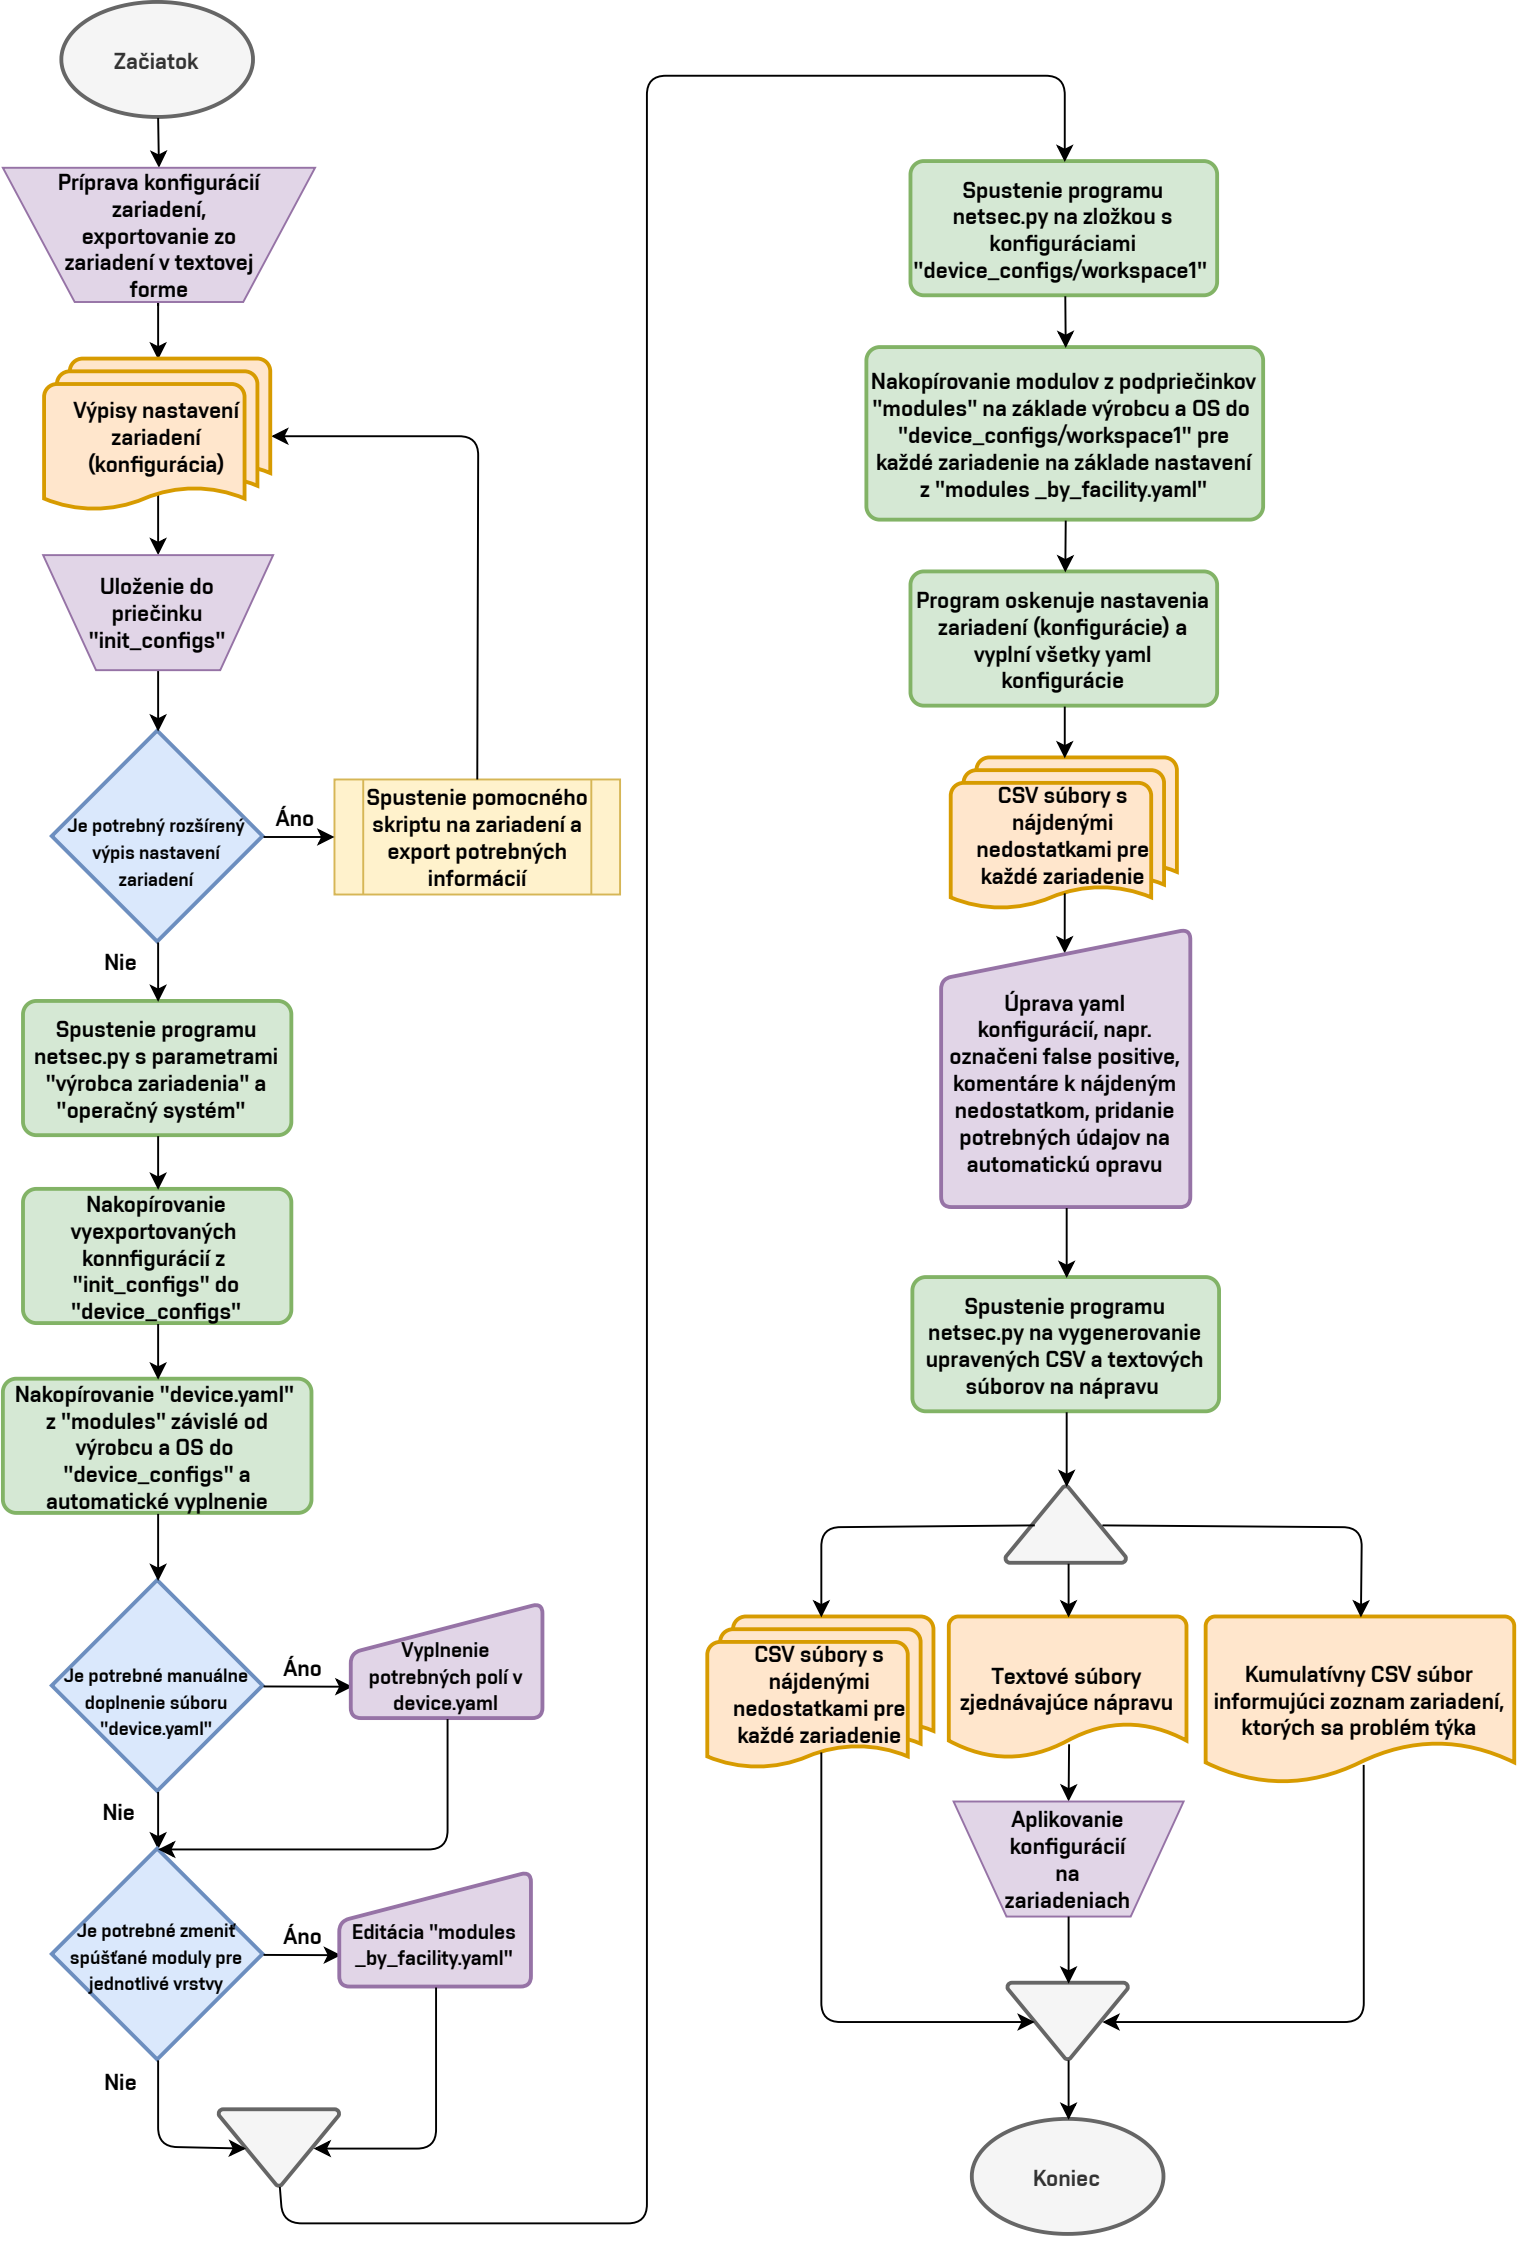 Začiatok
Príprava konfigurácií
zariadení,
exportovanie zo
zariadení v textovej
forme
Výpisy nastavení
zariadení
(konfigurácia)
Uloženie do
priečinku
"init_configs"
Je potrebný rozšírený
výpis nastavení
zariadení
Áno
Spustenie pomocného
skriptu na zariadení a
export potrebných
informácií
Nie
Spustenie programu
netsec.py s parametrami
"výrobca zariadenia" a
"operačný systém"
Nakopírovanie
vyexportovaných
konnfigurácií z
"init_configs" do
"device_configs"
Nakopírovanie "device.yaml"
z "modules" závislé od
výrobcu a OS do
"device_configs" a
automatické vyplnenie
Je potrebné manuálne
doplnenie súboru
"device.yaml"
Áno
Vyplnenie
potrebných polí v
device.yaml
Nie
Je potrebné zmeniť
spúšťané moduly pre
jednotlivé vrstvy
Áno
Editácia "modules
_by_facility.yaml"
Nie
Spustenie programu
netsec.py na zložkou s
konfiguráciami
"device_configs/workspace1"
Nakopírovanie modulov z podpriečinkov
"modules" na základe výrobcu a OS do
"device_configs/workspace1" pre
každé zariadenie na základe nastavení
z "modules _by_facility.yaml"
Program oskenuje nastavenia
zariadení (konfigurácie) a
vyplní všetky yaml
konfigurácie
CSV súbory s
nájdenými
nedostatkami pre
každé zariadenie
Úprava yaml
konfigurácií, napr.
označeni false positive,
komentáre k nájdeným
nedostatkom, pridanie
potrebných údajov na
automatickú opravu
Spustenie programu
netsec.py na vygenerovanie
upravených CSV a textových
súborov na nápravu
CSV súbory s
nájdenými
nedostatkami pre
každé zariadenie
Textové súbory
zjednávajúce nápravu
Kumulatívny CSV súbor
informujúci zoznam zariadení,
ktorých sa problém týka
Aplikovanie
konfigurácií
na
zariadeniach
Koniec